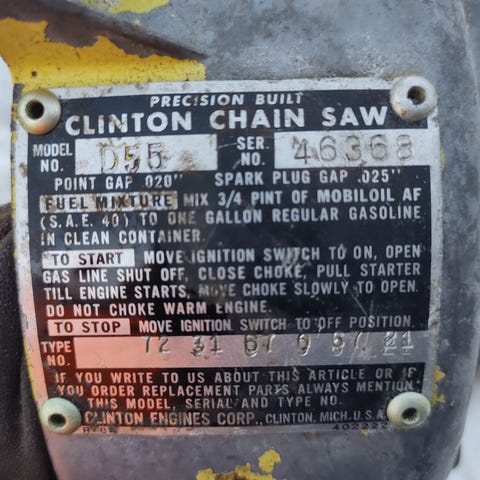 PRECISION BUILT
CLINTON CHAIN SAW
MODEL NO. D55 SER. NO. 46368
POINT GAP .020" SPARK PLUG GAP .025"
FUEL MIXTURE MIX 3/4 PINT OF MOBILOIL AF
(S.A.E. 40) TO ONE GALLON REGULAR GASOLINE
IN CLEAN CONTAINER
TO START MOVE IGNITION SWITCH TO ON, OPEN
GAS LINE SHUT OFF, CLOSE CHOKE, PULL STARTER
TILL ENGINE STARTS, MOVE CHOKE SLOWLY TO OPEN.
DO NOT CHOKE WARM ENGINE.
TO STOP MOVE IGNITION SWITCH TO OFF POSITION.
TYPE NO. 72 31 67
IF YOU WRITE TO US ABOUT THIS ARTICLE OR IF
YOU ORDER REPLACEMENT PARTS ALWAYS MENTION
THIS MODEL, SERIAL AND TYPE NO.
CLINTON ENGINES CORP., CLINTON, MICH. U.S.A.
402222